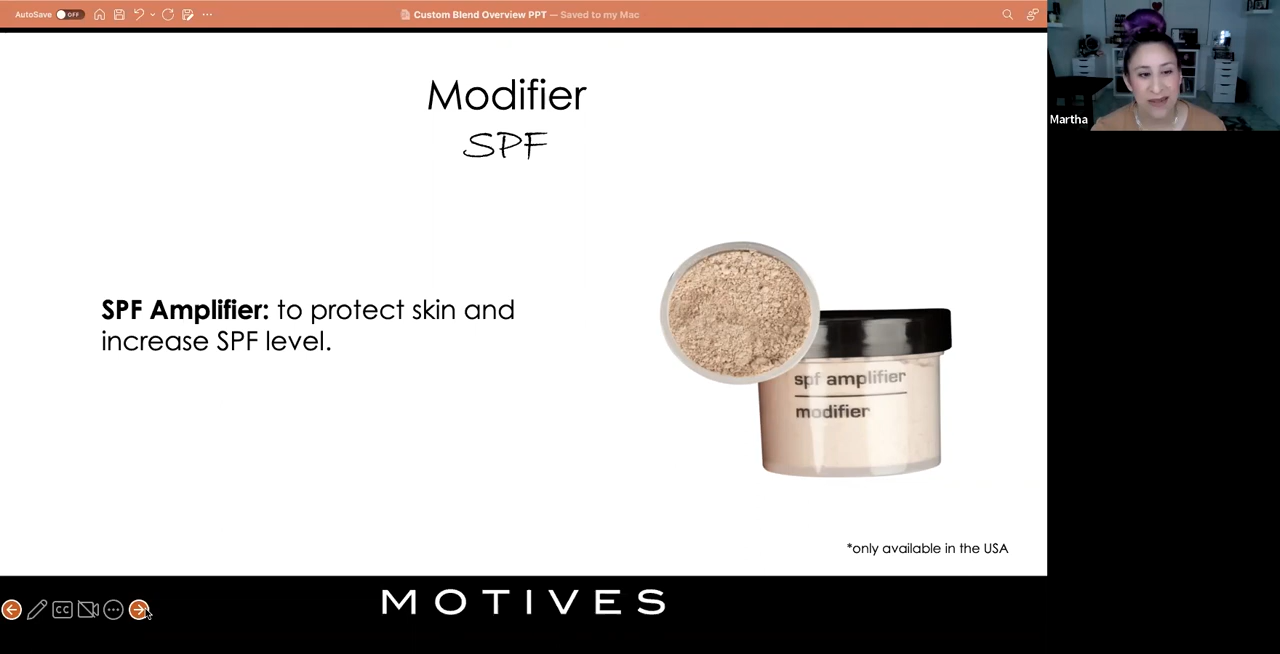 AutoSave OFF
Custom Blend Overview PPT — Saved to my Mac
Martha
Modifier
SPF
SPF Amplifier: to protect skin and
increase SPF level.
spf amplifier
modifier
*only available in the USA
CC
MOTIVES